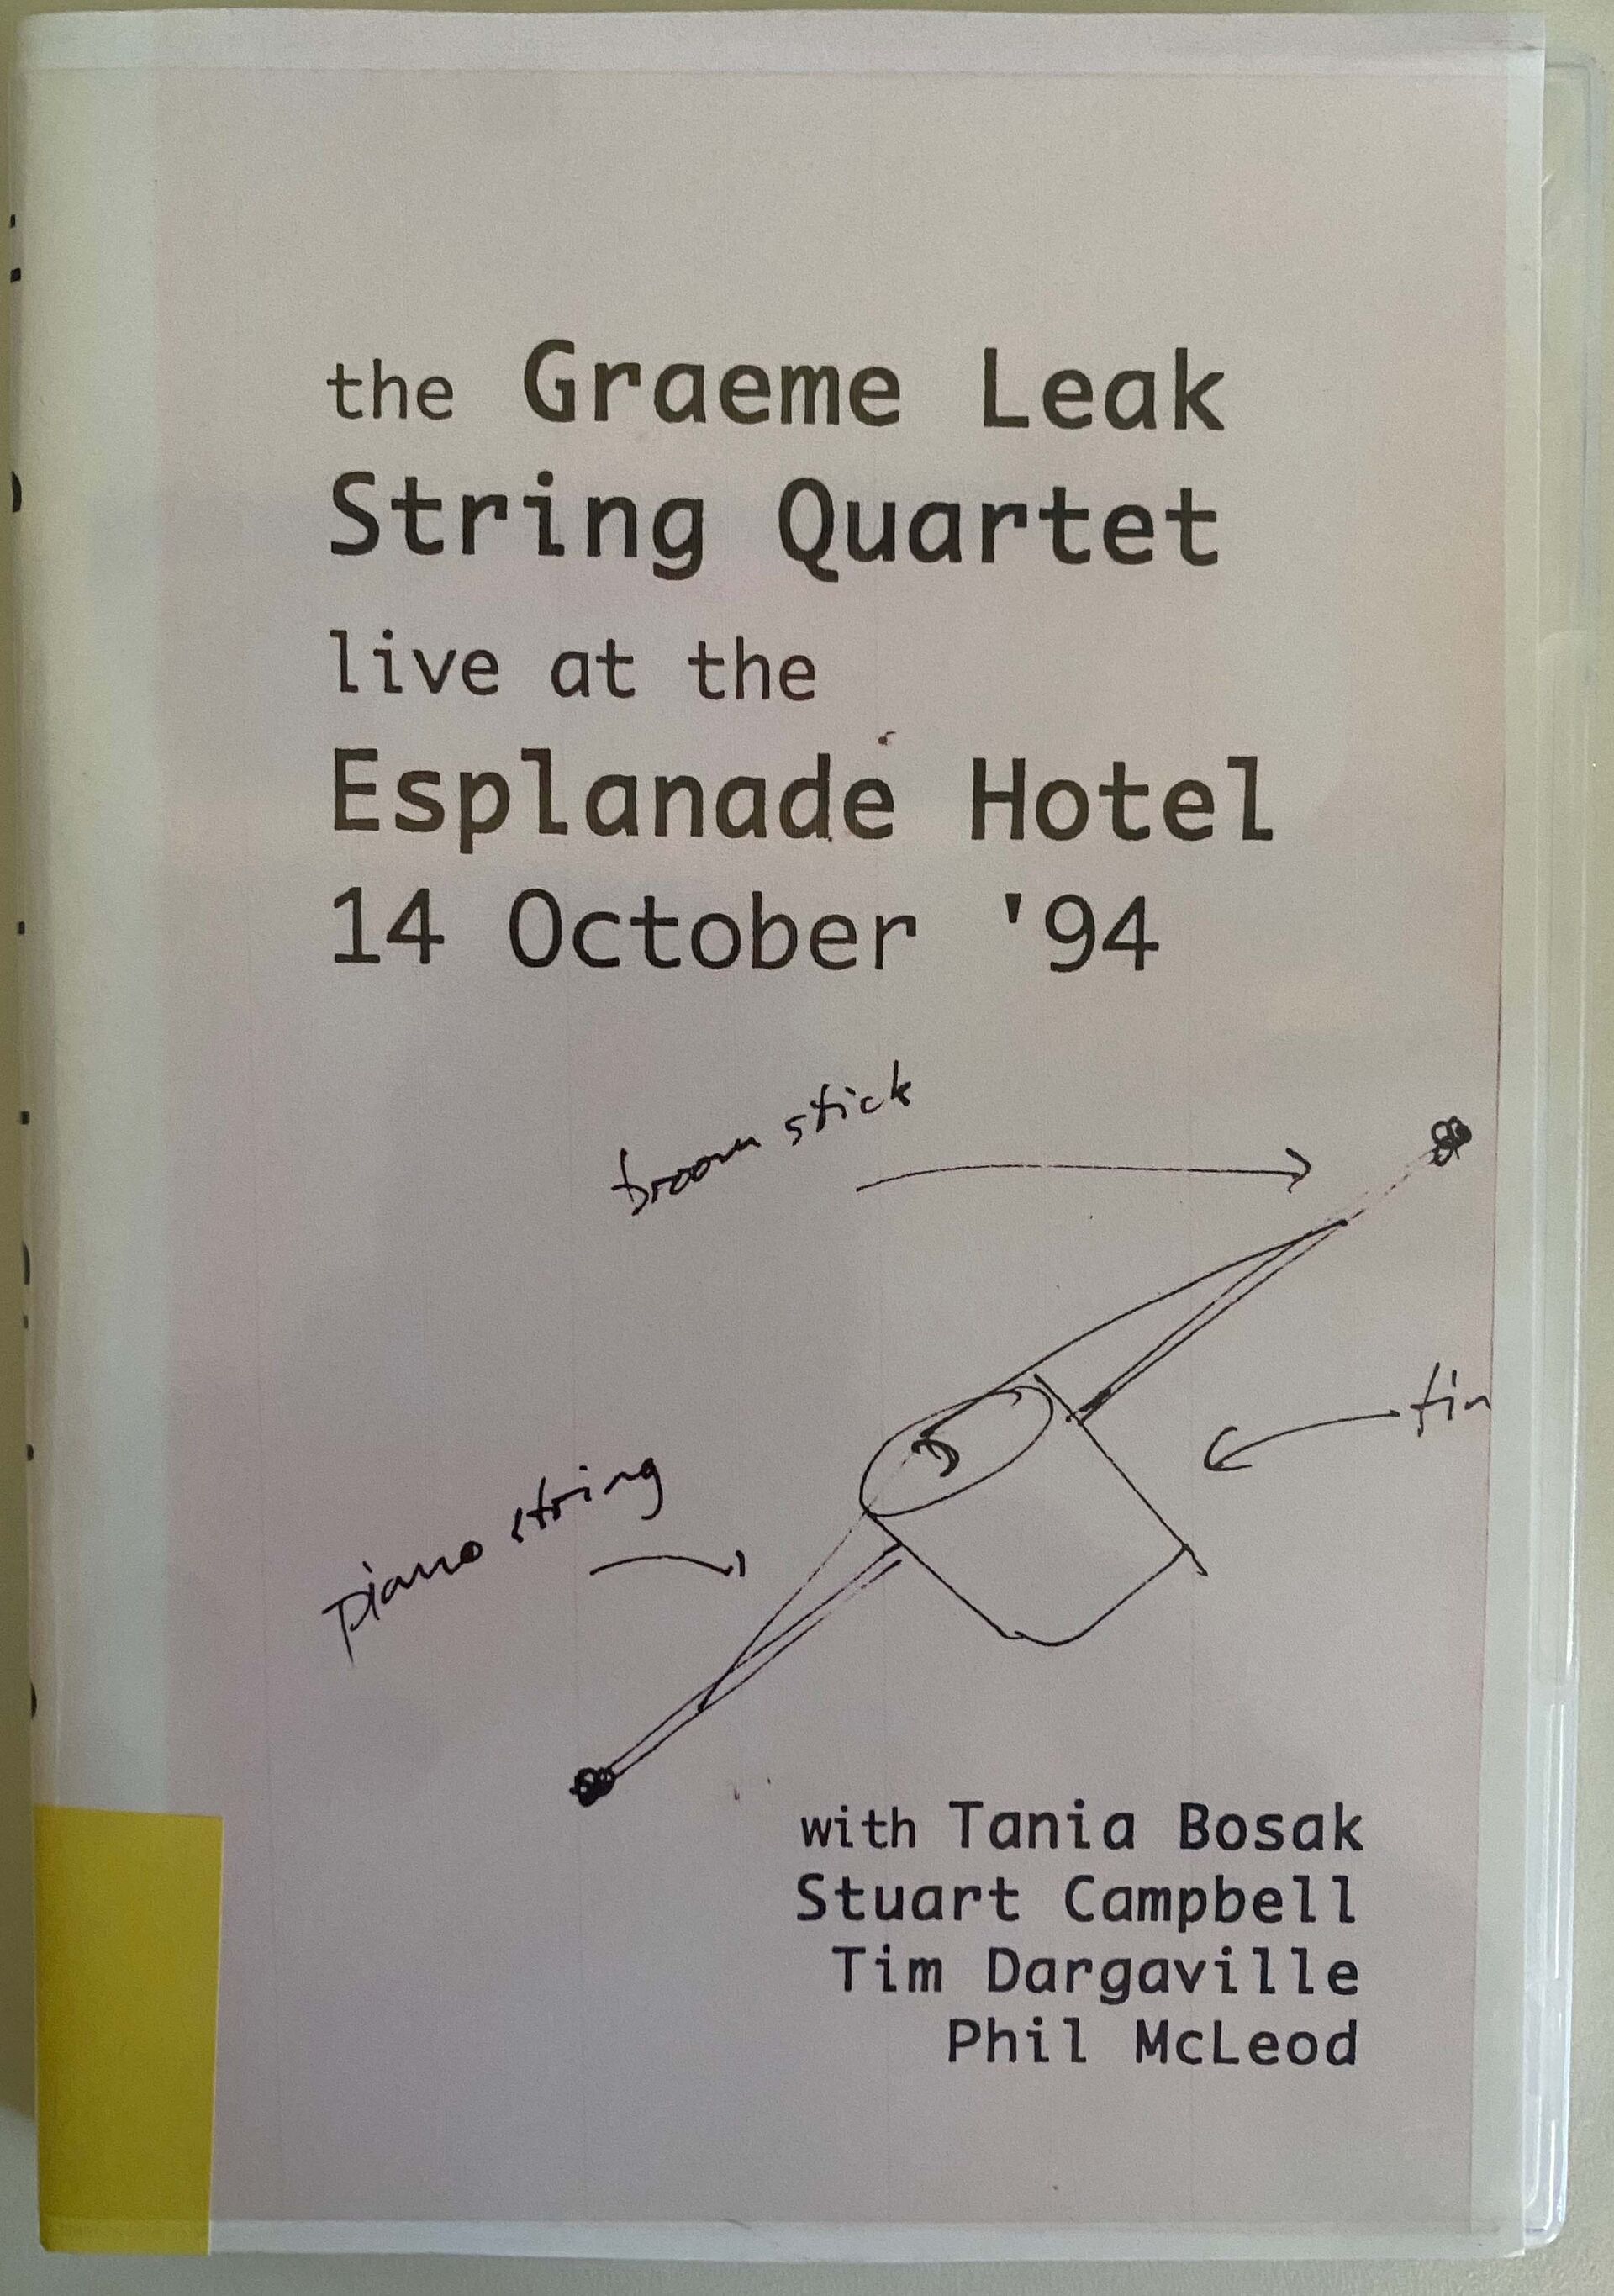 the Graeme Leak
String Quartet
live at the
Esplanade Hotel
14 October '94
broom stick
tin
piano string
with Tania Bosak
Stuart Campbell
Tim Dargaville
Phil McLeod